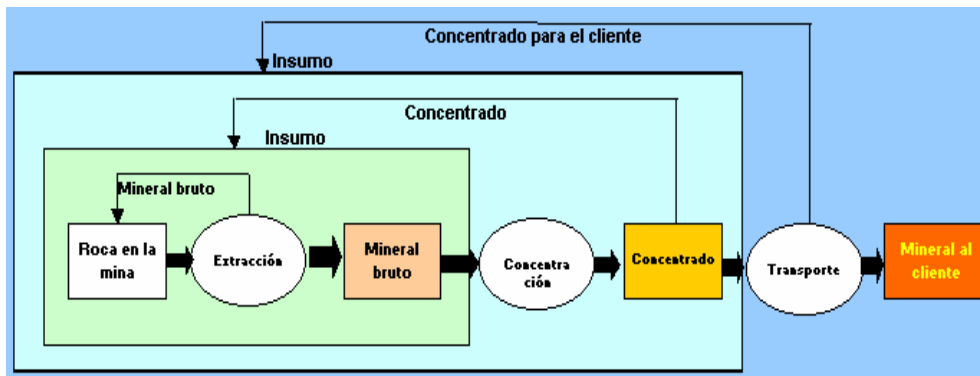 Concentrado para el cliente
Insumo
Concentrado
Insumo
Mineral bruto
Roca en la
mina
Extracción
Mineral
bruto
Concentra
ción
Concentrado
Transporte
Mineral al
cliente